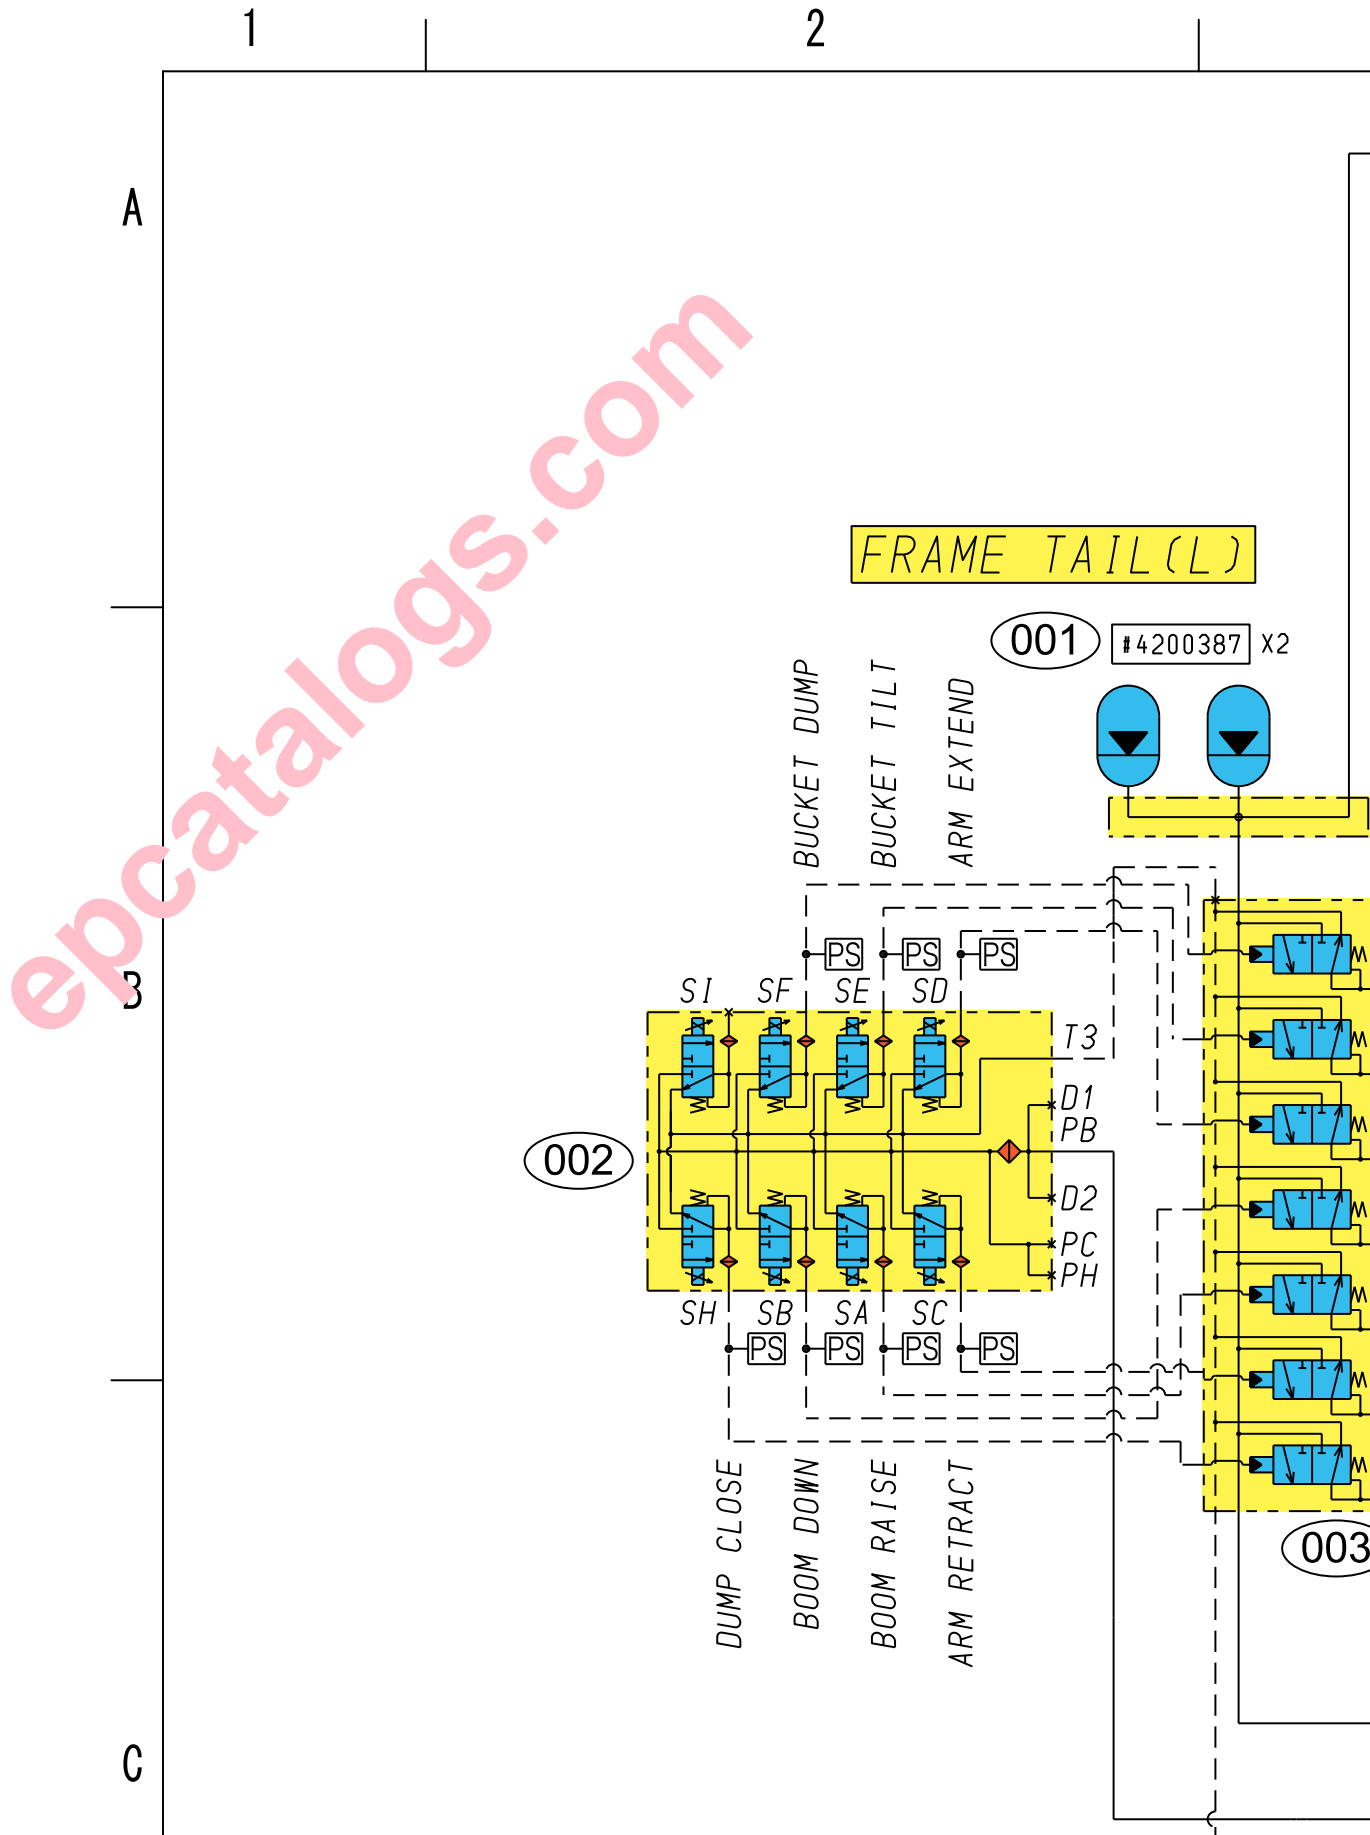 1
2
A
FRAME TAIL(L)
001
#4200387
X2
BUCKET DUMP
BUCKET TILT
ARM EXTEND
epcatalogs.com
B
PS
PS
PS
SI
SF
SE
SD
T3
D1
PB
002
D2
PC
PH
SH
SB
SA
SC
PS
PS
PS
PS
DUMP CLOSE
BOOM DOWN
BOOM RAISE
ARM RETRACT
003
C